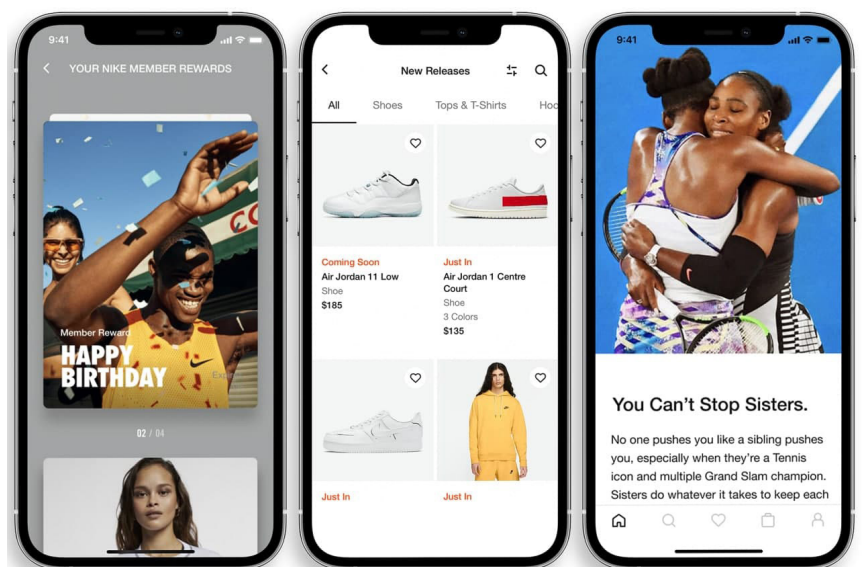 9:41
YOUR NIKE MEMBER REWARDS
Member Reward
HAPPY
BIRTHDAY
02 / 04
New Releases
All Shoes Tops & T-Shirts Hoo
Coming Soon
Air Jordan 11 Low
Shoe
$185
Just In
Air Jordan 1 Centre
Court
Shoe
3 Colors
$135
Just In
Just In
9:41
You Can't Stop Sisters.
No one pushes you like a sibling pushes
you, especially when they're a Tennis
icon and multiple Grand Slam champion.
Sisters do whatever it takes to keep each